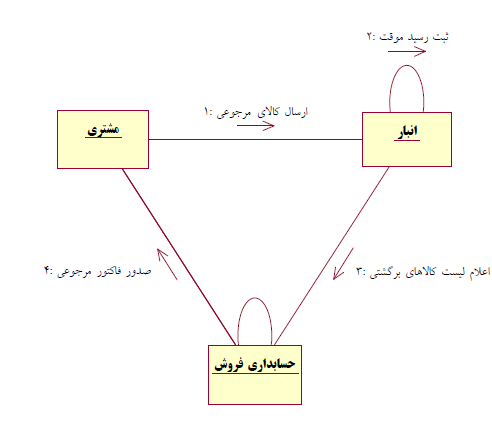 ۲: ثبت رسید موقت
۱: ارسال کالای مرجوعی
مشتری
انبار
۴: صدور فاکتور مرجوعی
۳: اعلام لیست کالاهای برگشتی
حسابداری فروش